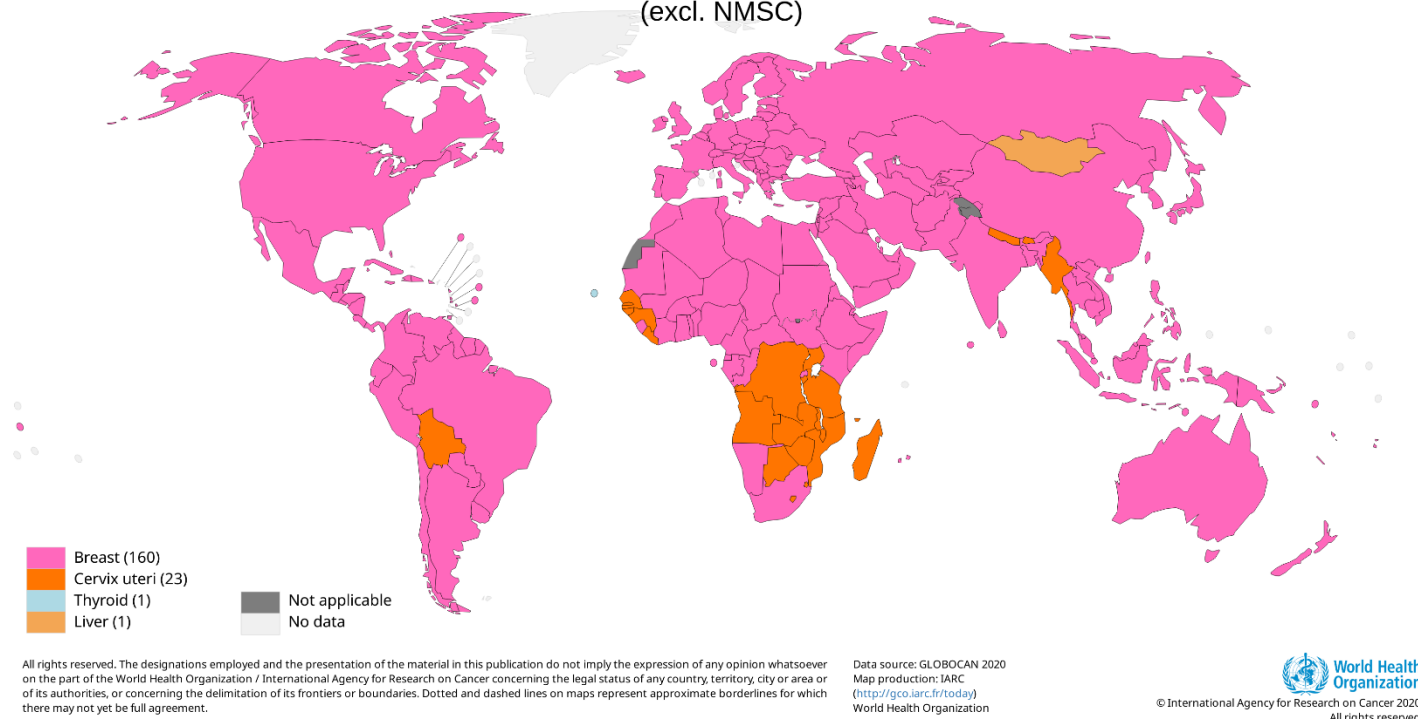 (excl. NMSC)
Breast (160)
Cervix uteri (23)
Thyroid (1)
Liver (1)
Not applicable
No data
All rights reserved. The designations employed and the presentation of the material in this publication do not imply the expression of any opinion whatsoever
on the part of the World Health Organization / International Agency for Research on Cancer concerning the legal status of any country, territory, city or area or
of its authorities, or concerning the delimitation of its frontiers or boundaries. Dotted and dashed lines on maps represent approximate borderlines for which
there may not yet be full agreement.
Data source: GLOBOCAN 2020
Map production: IARC
(http://gco.iarc.fr/today)
World Health Organization
World Health
Organization
© International Agency for Research on Cancer 2020
All rights reserved